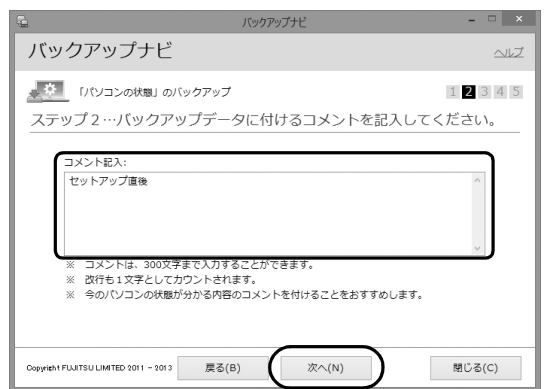 バックアップナビ
バックアップナビ
ヘルプ
「パソコンの状態」のバックアップ
1 2 3 4 5
ステップ2…バックアップデータに付けるコメントを記入してください。
コメント記入:
セットアップ直後
※ コメントは、300文字まで入力することができます。
※ 改行も1文字としてカウントされます。
※ 今のパソコンの状態が分かる内容のコメントを付けることをおすすめします。
Copyright FUJITSU LIMITED 2011 - 2013
戻る(B)
次へ(N)
閉じる(C)